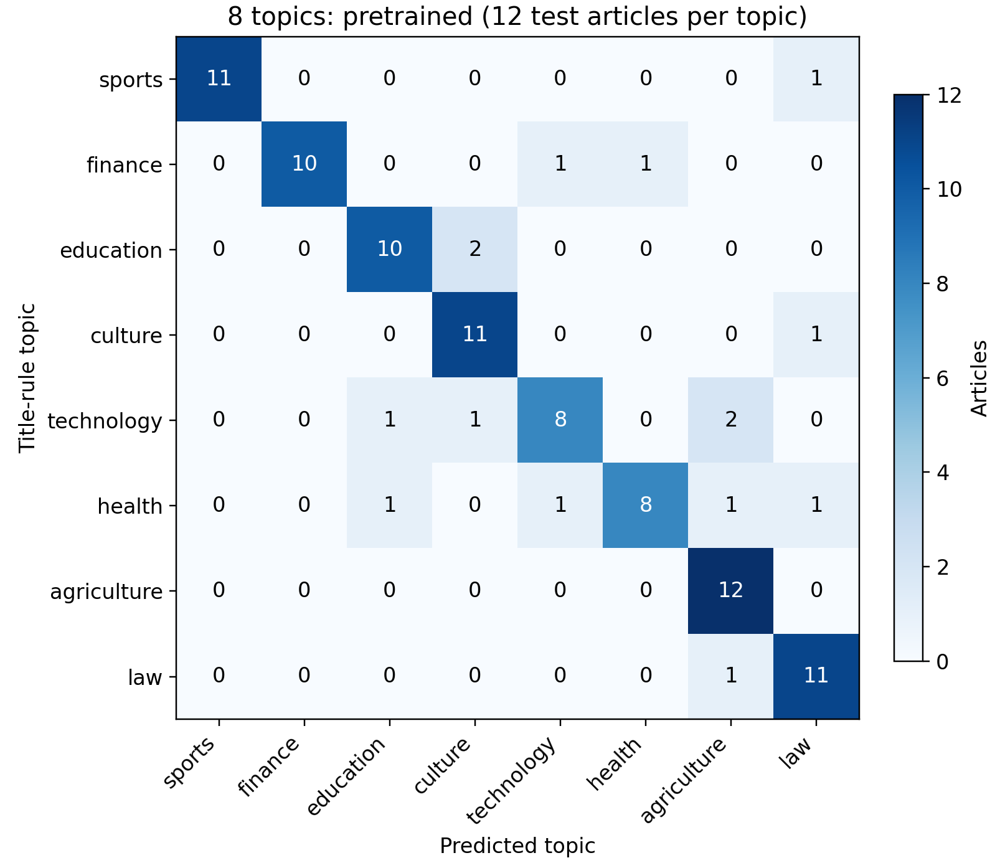 8 topics: pretrained (12 test articles per topic)
sports 11 0 0 0 0 0 0 1
finance 0 10 0 0 1 1 0 0
education 0 0 10 2 0 0 0 0
culture 0 0 0 11 0 0 0 1
technology 0 0 1 1 8 0 2 0
health 0 0 1 0 1 8 1 1
agriculture 0 0 0 0 0 0 12 0
law 0 0 0 0 0 0 1 11
sports finance education culture technology health agriculture law
Predicted topic
Title-rule topic
12
10
8
6
4
2
0
Articles